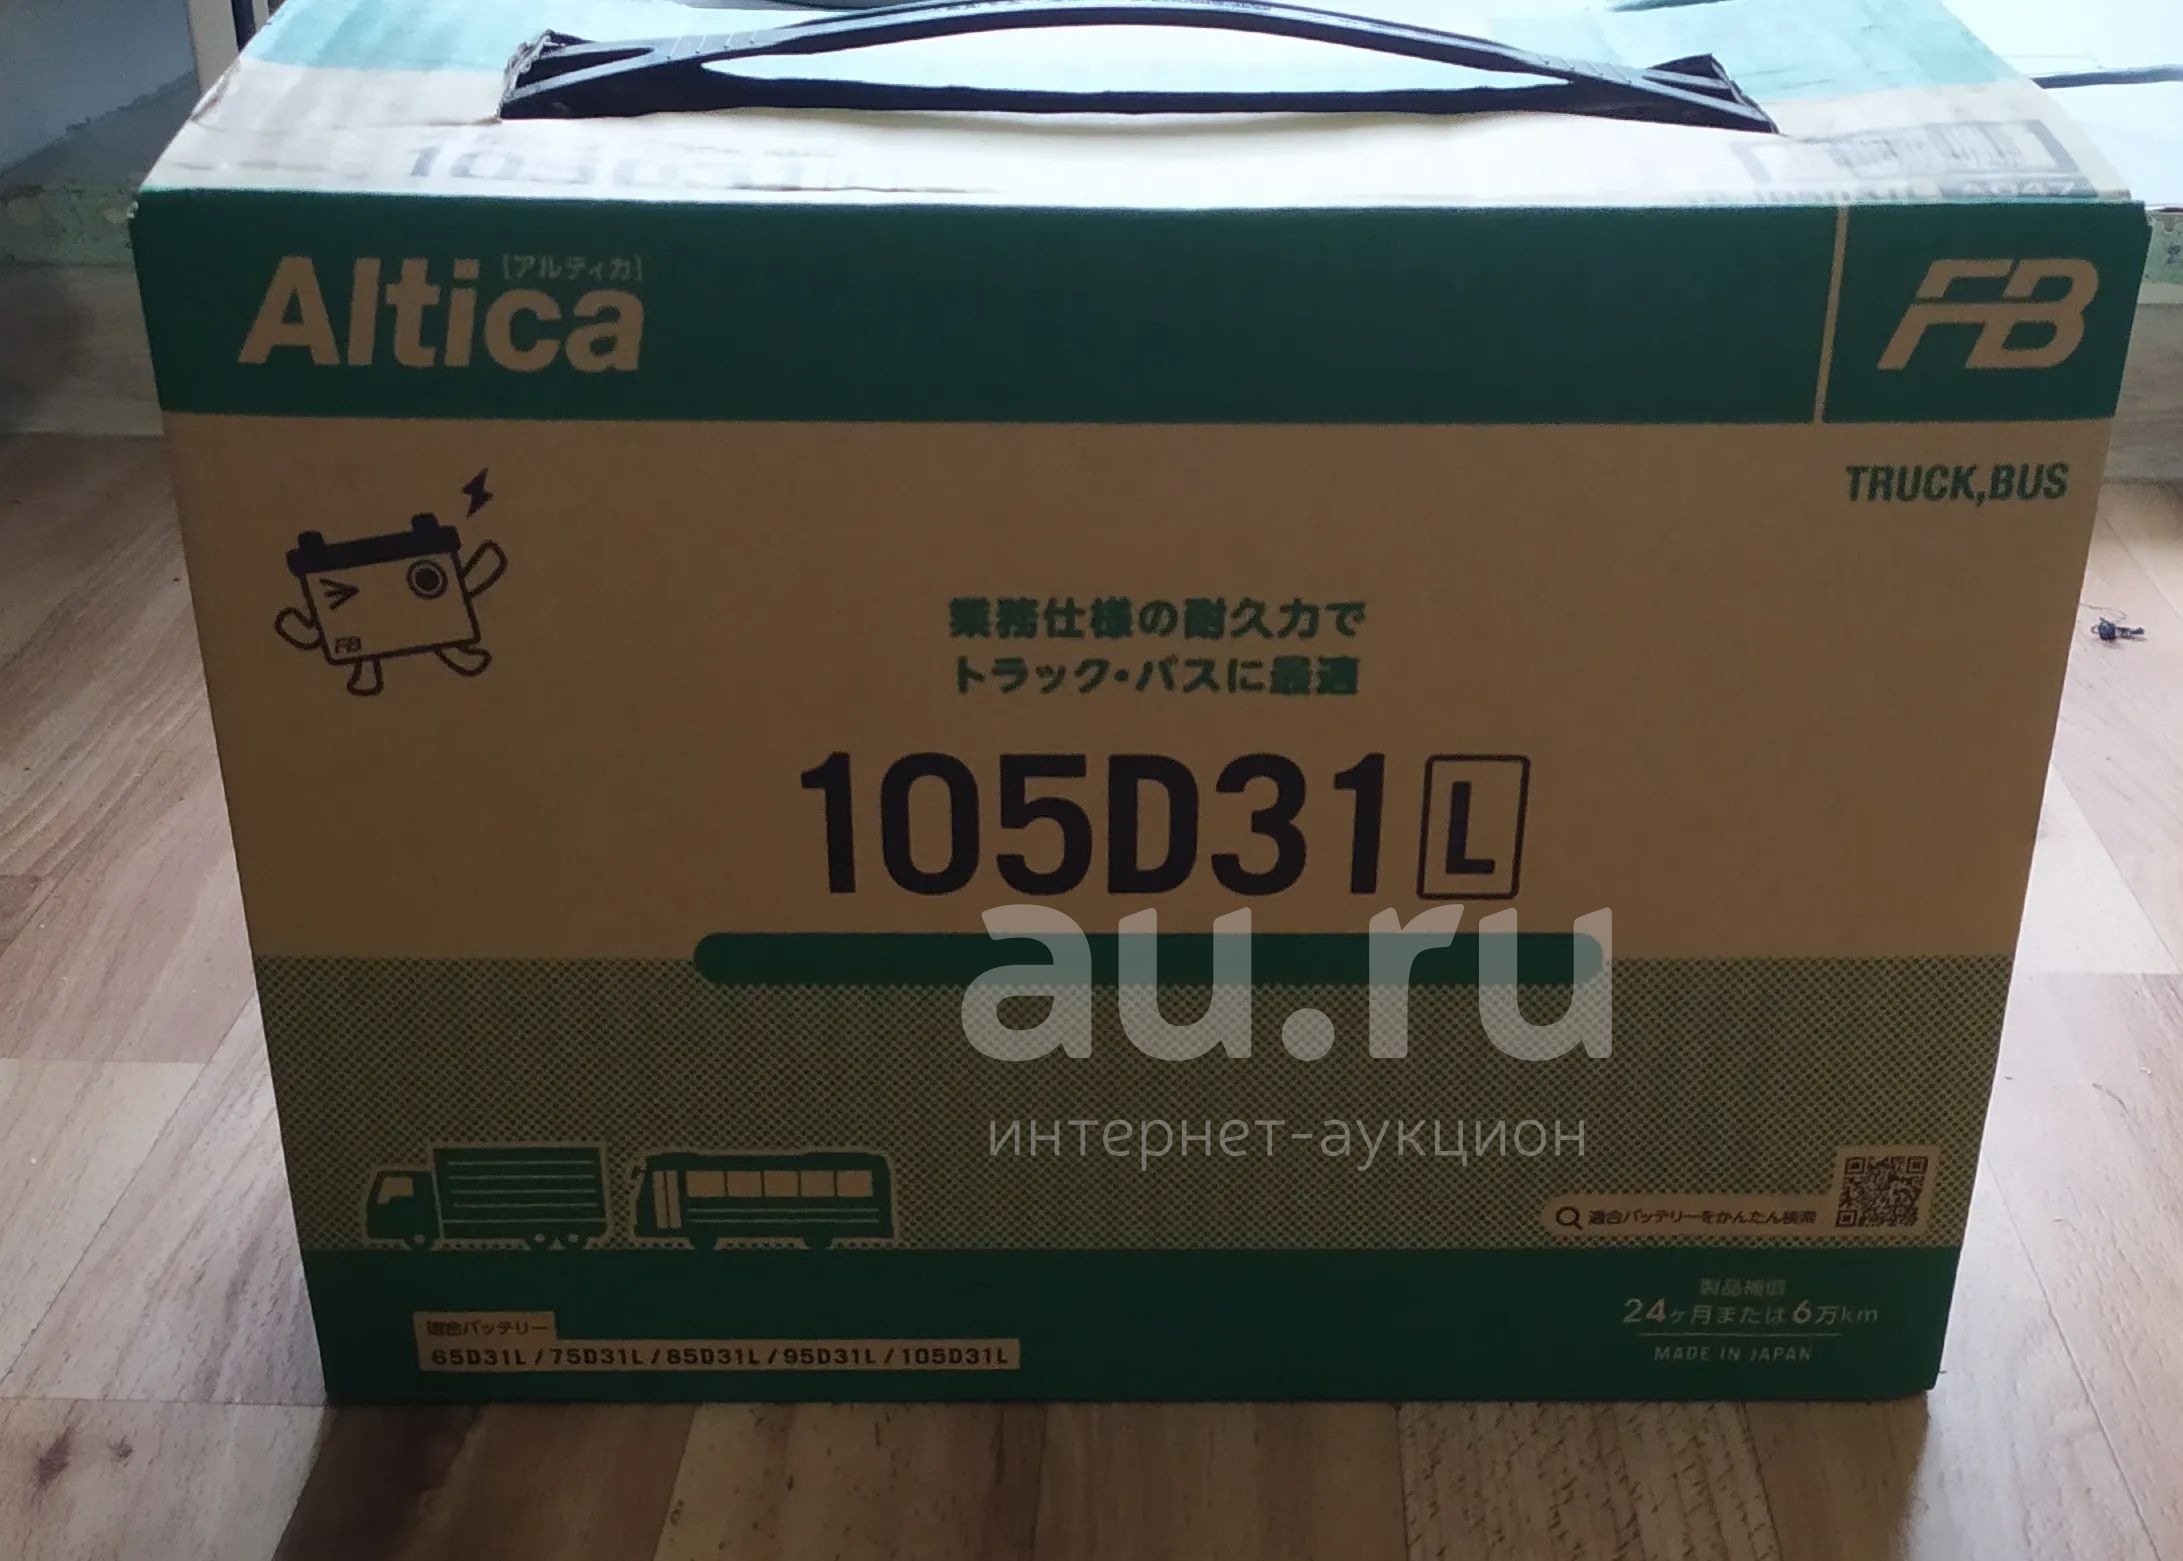 Altica
[アルティカ]
FB
TRUCK,BUS
FB
業務仕様の耐久力で
トラック・バスに最適
105D31 L
au.ru
интернет-аукцион
適合バッテリーをかんたん検索
製品補償
24ヶ月または6万km
MADE IN JAPAN
適合バッテリー
65D31L / 75D31L / 85D31L / 95D31L / 105D31L